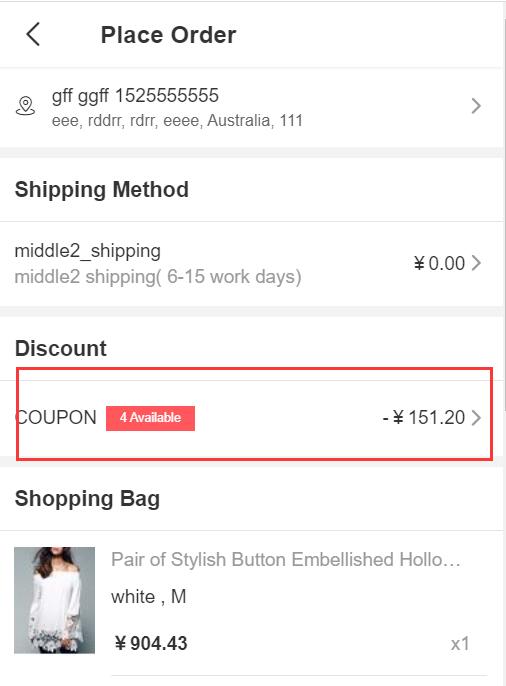 Place Order
gff ggff 1525555555
eee, rddrr, rdrr, eeee, Australia, 111
Shipping Method
middle2_shipping
¥0.00
middle2 shipping( 6-15 work days)
Discount
COUPON 4 Available -¥151.20
Shopping Bag
Pair of Stylish Button Embellished Hollo…
white , M
¥904.43 x1